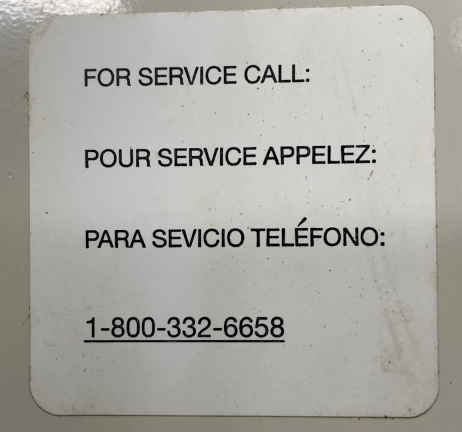 FOR SERVICE CALL:
POUR SERVICE APPELEZ:
PARA SEVICIO TELÉFONO:
1-800-332-6658